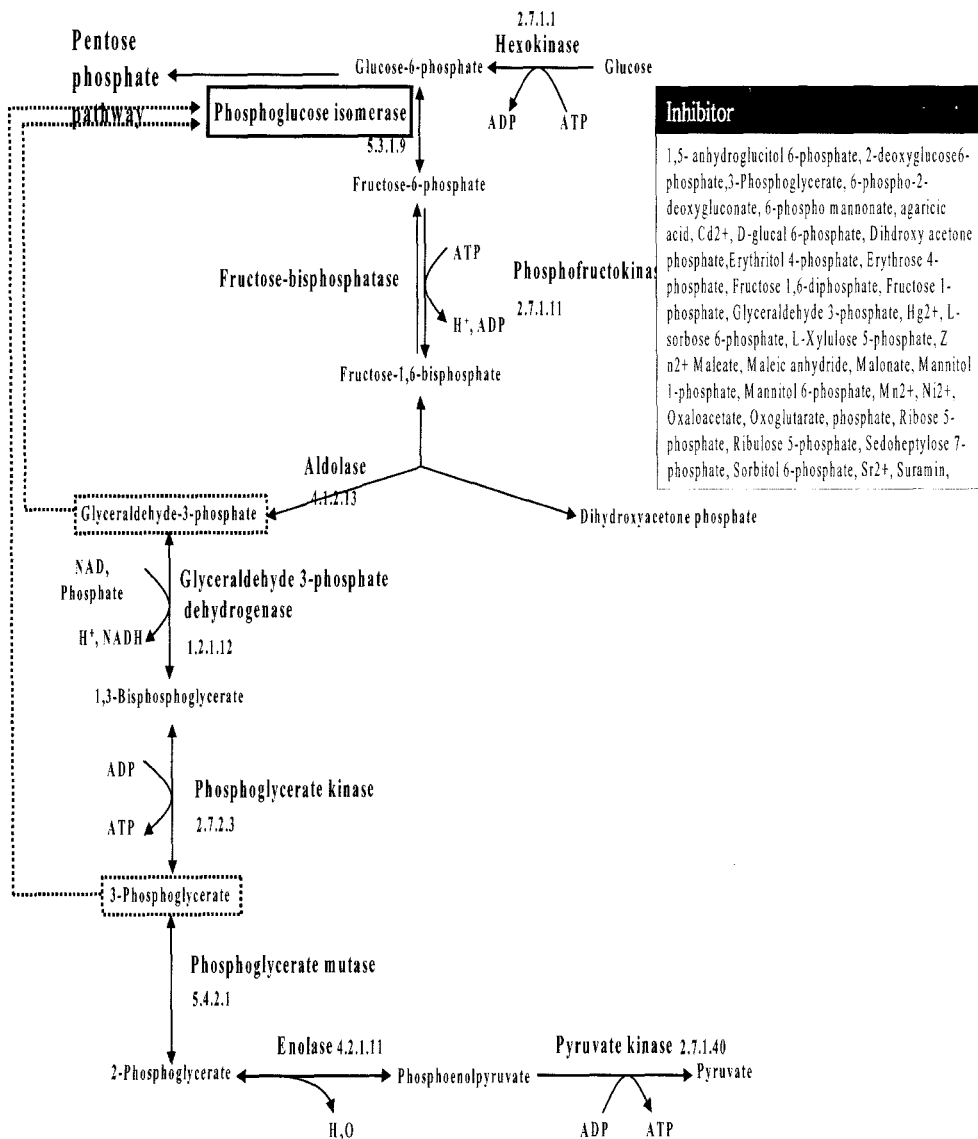 2.7.1.1
Hexokinase
Pentose
phosphate
pathway
Glucose-6-phosphate
Glucose
ADP
ATP
Phosphoglucose isomerase
5.3.1.9
Inhibitor
1,5- anhydroglucitol 6-phosphate, 2-deoxyglucose6-
phosphate,3-Phosphoglycerate, 6-phospho-2-
deoxygluconate, 6-phospho mannonate, agaricic
acid, Cd2+, D-glucal 6-phosphate, Dihdroxy acetone
phosphate,Erythritol 4-phosphate, Erythrose 4-
phosphate, Fructose 1,6-diphosphate, Fructose 1-
phosphate, Glyceraldehyde 3-phosphate, Hg2+, L-
sorbose 6-phosphate, L-Xylulose 5-phosphate, Z
n2+ Maleate, Maleic anhydride, Malonate, Mannitol
1-phosphate, Mannitol 6-phosphate, Mn2+, Ni2+,
Oxaloacetate, Oxoglutarate, phosphate, Ribose 5-
phosphate, Ribulose 5-phosphate, Sedoheptylose 7-
phosphate, Sorbitol 6-phosphate, Sr2+, Suramin,
Fructose-6-phosphate
ATP
Fructose-bisphosphatase
Phosphofructokinas
2.7.1.11
H+, ADP
Fructose-1,6-bisphosphate
Aldolase
4.1.2.13
Glyceraldehyde-3-phosphate
Dihydroxyacetone phosphate
NAD,
Phosphate
Glyceraldehyde 3-phosphate
dehydrogenase
H+, NADH
1.2.1.12
1,3-Bisphosphoglycerate
ADP
Phosphoglycerate kinase
ATP
2.7.2.3
3-Phosphoglycerate
Phosphoglycerate mutase
5.4.2.1
Enolase 4.2.1.11
Pyruvate kinase 2.7.1.40
2-Phosphoglycerate
Phosphoenolpyruvate
Pyruvate
H2O
ADP
ATP